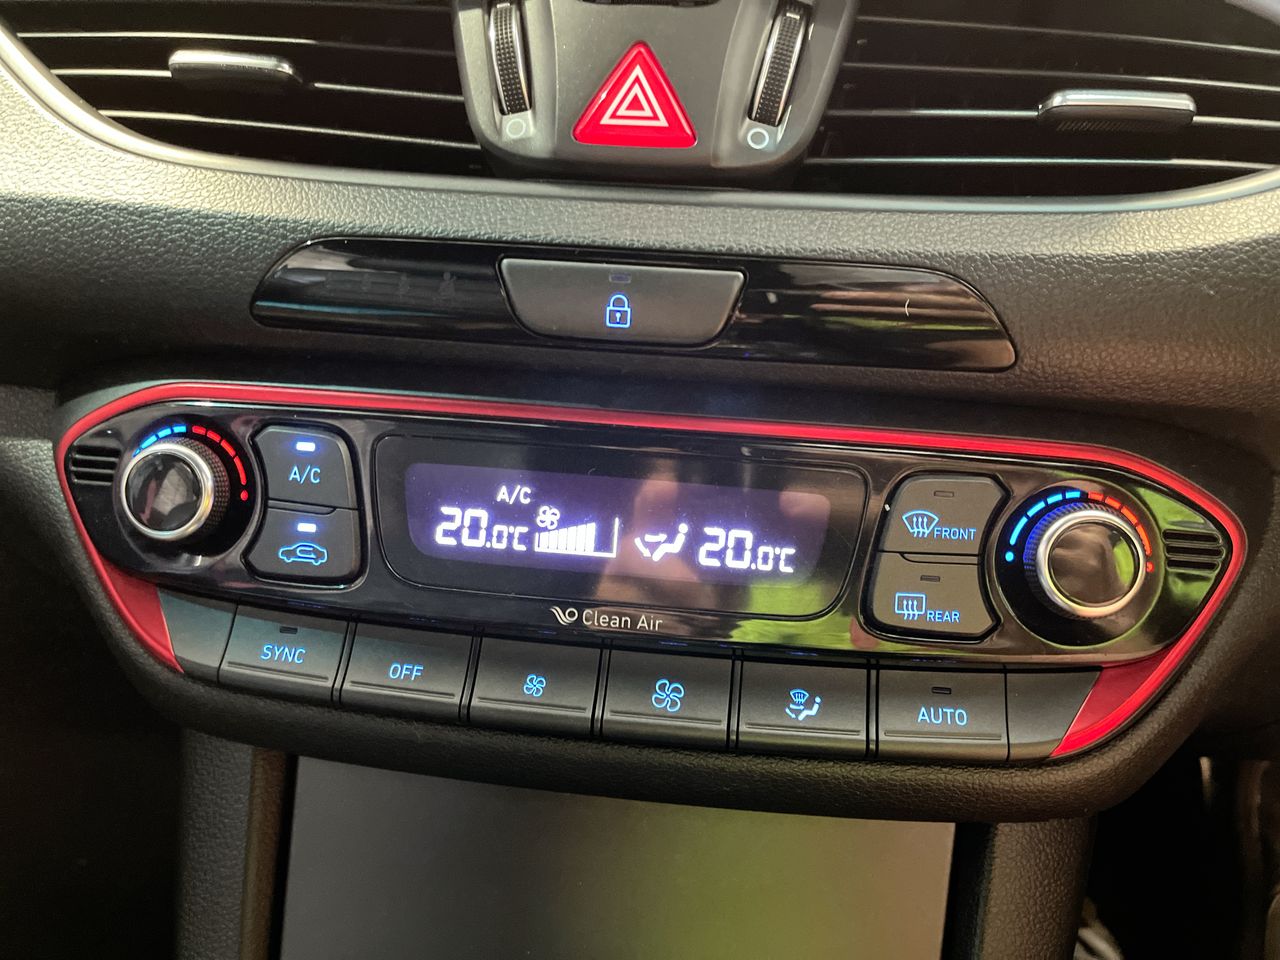 A/C
A/C
20.0°C
20.0°C
FRONT
REAR
Clean Air
SYNC
OFF
AUTO